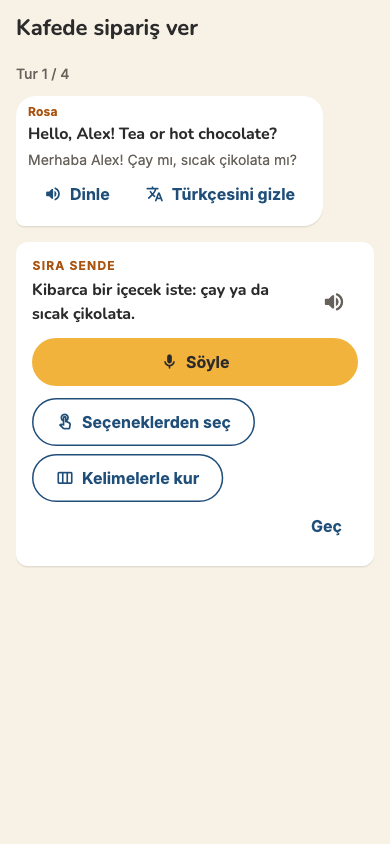 Kafede sipariş ver
Tur 1 / 4
Rosa
Hello, Alex! Tea or hot chocolate?
Merhaba Alex! Çay mı, sıcak çikolata mı?
Dinle
Türkçesini gizle
SIRA SENDE
Kibarca bir içecek iste: çay ya da
sıcak çikolata.
Söyle
Seçeneklerden seç
Kelimelerle kur
Geç